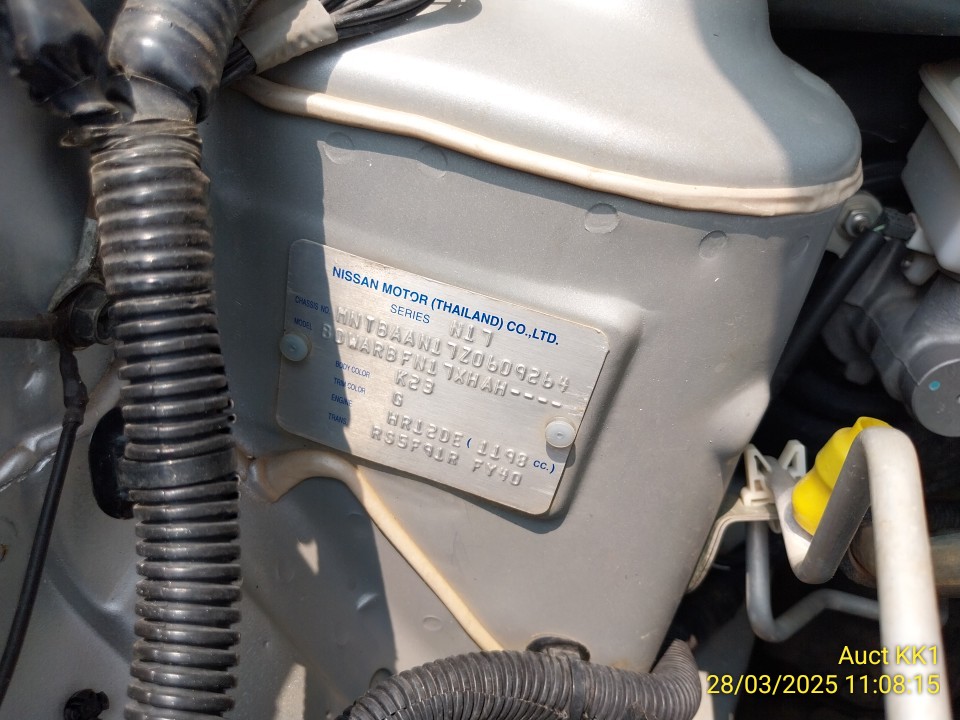 NISSAN MOTOR (THAILAND) CO.,LTD.
SERIES N17
CHASSIS NO. MNTBAAN17Z0609264
MODEL BDWARBFN17XHAH----
BODY COLOR K23
TRIM COLOR G
ENGINE HR12DE ( 1198 CC.)
TRANS. RS5F91R FY40
Auct KK1
28/03/2025 11:08:15